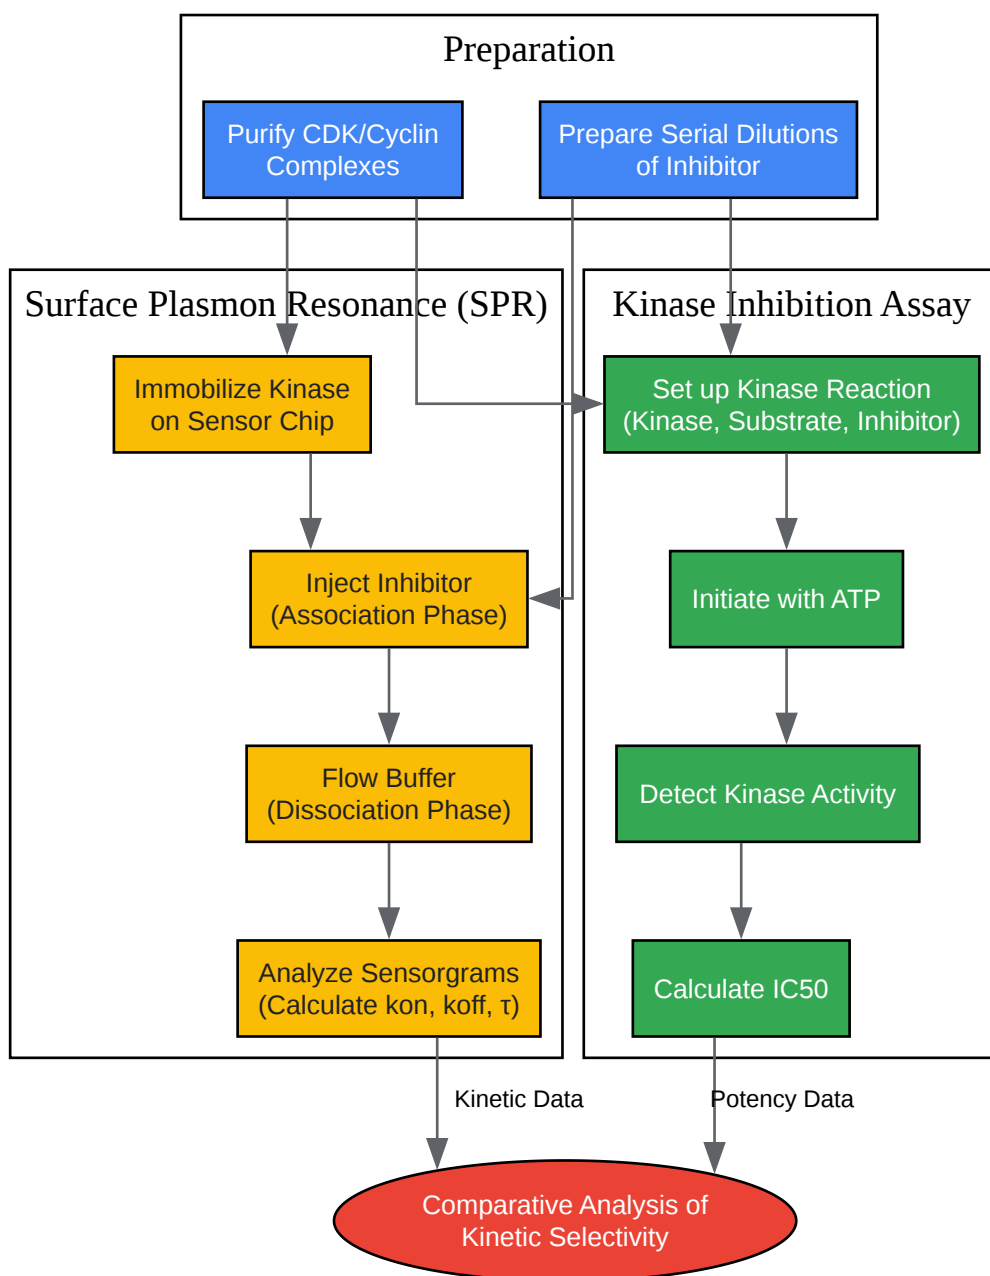 Preparation
Purify CDK/Cyclin
Complexes
Prepare Serial Dilutions
of Inhibitor
Surface Plasmon Resonance (SPR)
Immobilize Kinase
on Sensor Chip
Inject Inhibitor
(Association Phase)
Flow Buffer
(Dissociation Phase)
Analyze Sensorgrams
(Calculate kon, koff, τ)
Kinase Inhibition Assay
Set up Kinase Reaction
(Kinase, Substrate, Inhibitor)
Initiate with ATP
Detect Kinase Activity
Calculate IC50
Kinetic Data
Potency Data
Comparative Analysis of
Kinetic Selectivity